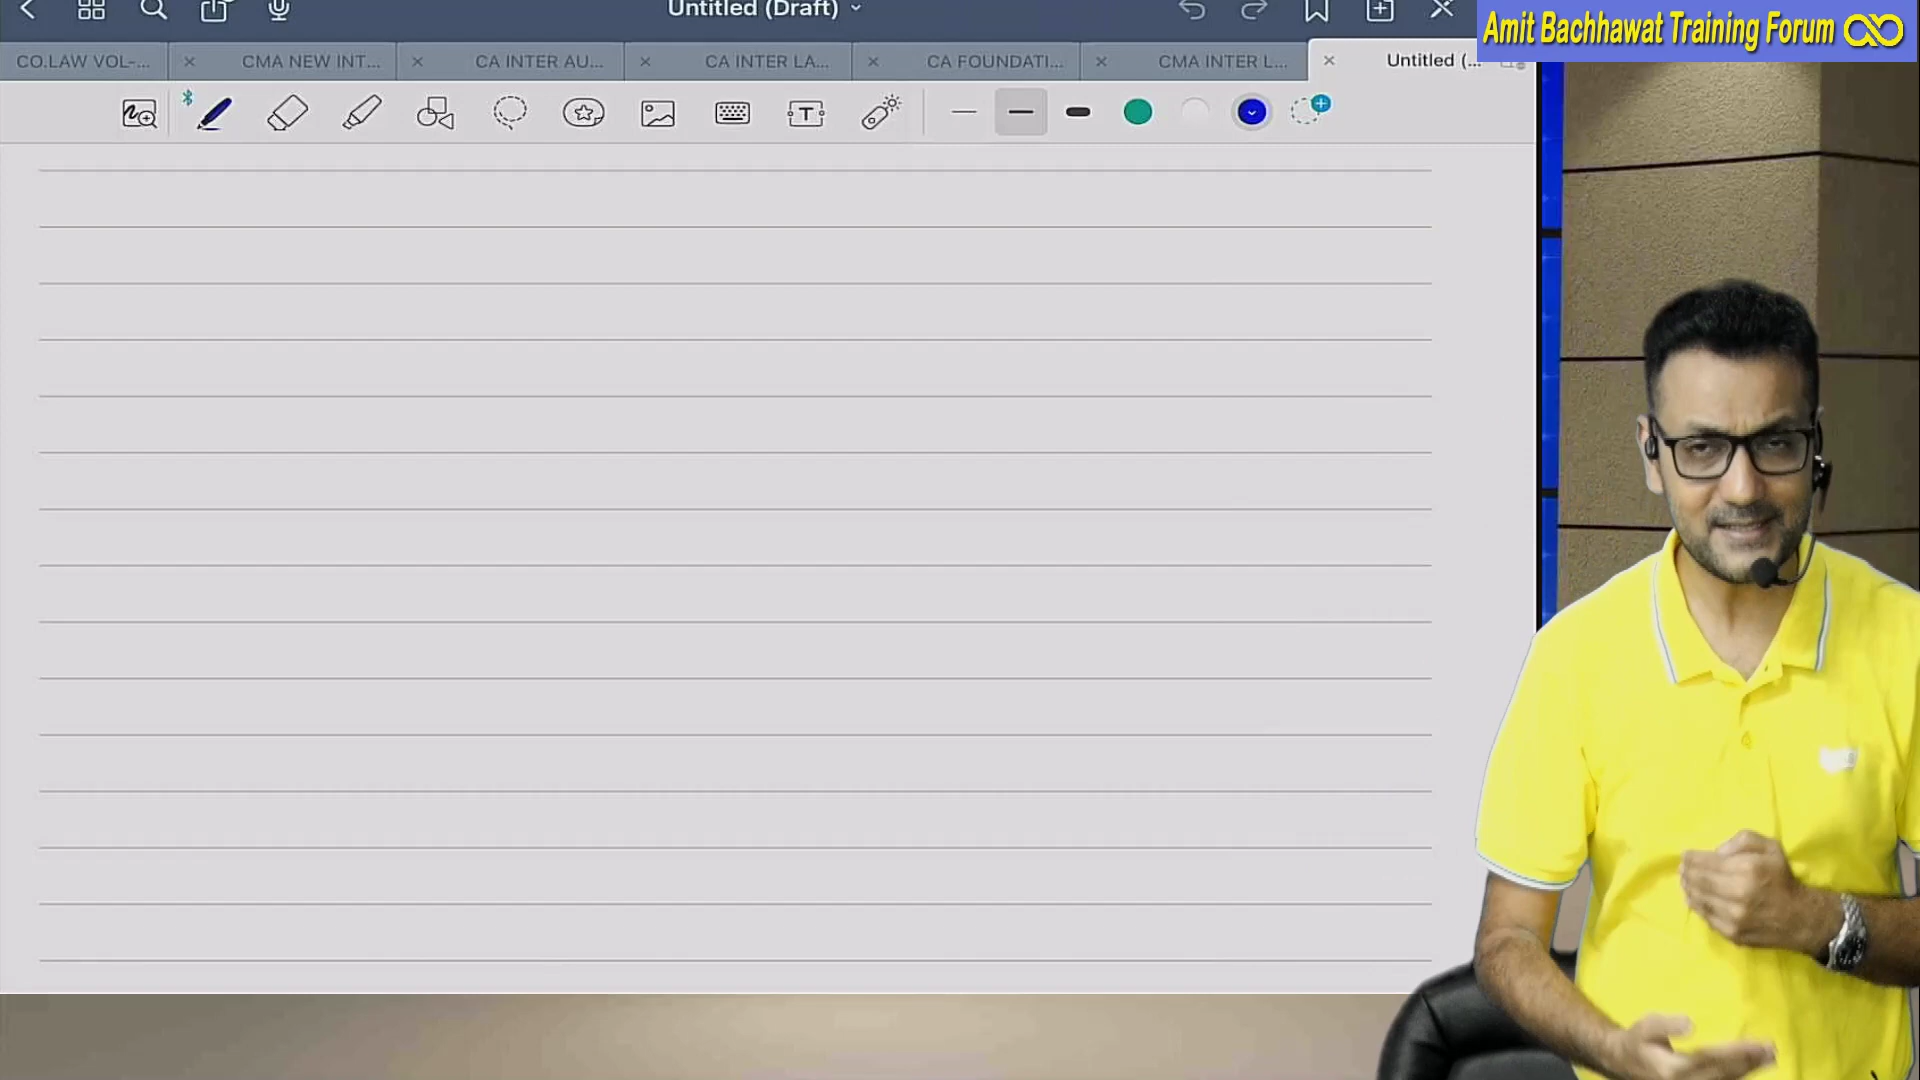 Untitled (Draft)
Amit Bachhawat Training Forum
CO.LAW VOL-...
CMA NEW INT...
CA INTER AU...
CA INTER LA...
CA FOUNDATI...
CMA INTER L...
Untitled (...
T